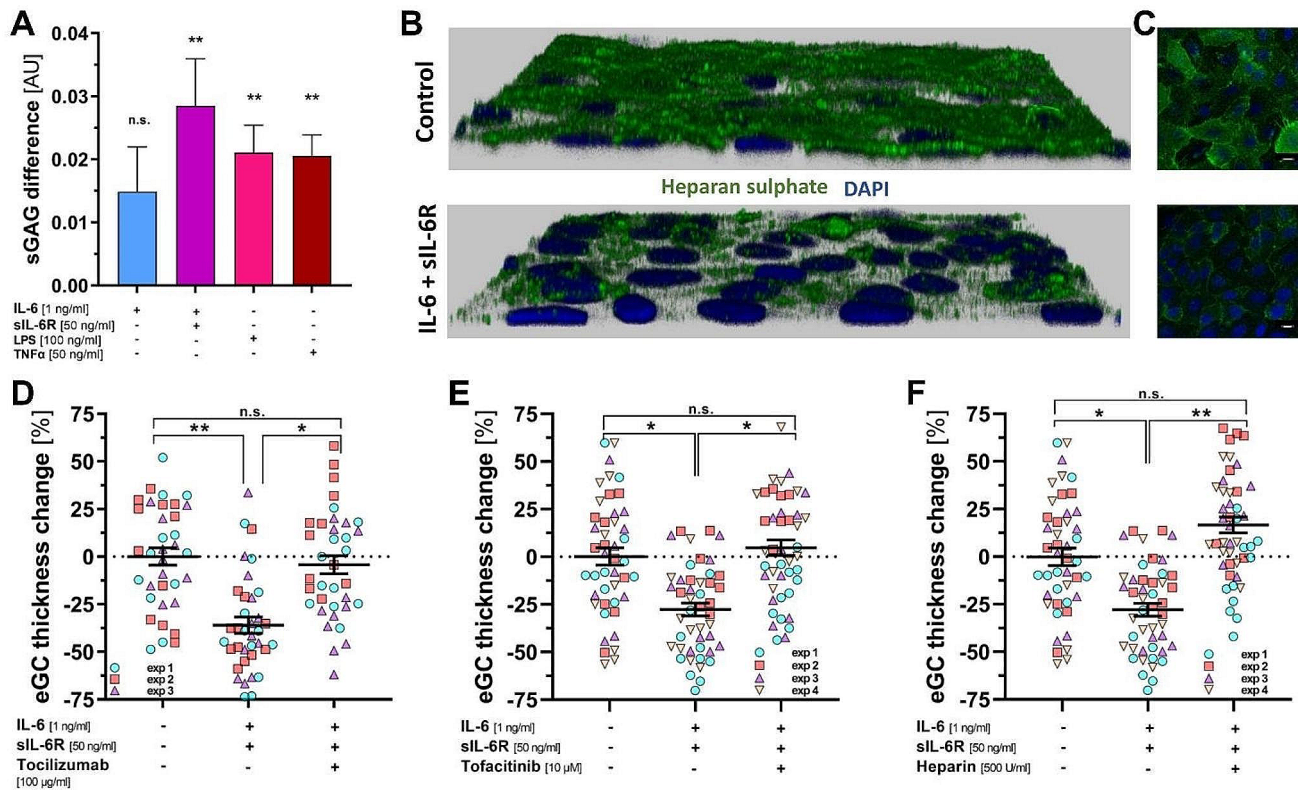 A
sGAG difference [AU]
0.04
0.03
0.02
0.01
0.00
n.s.
**
**
**
IL-6 [1 ng/ml] + + - -
sIL-6R [50 ng/ml] - + - -
LPS [100 ng/ml] - - + -
TNFα [50 ng/ml] - - - +
B
Control
Heparan sulphate DAPI
IL-6 + sIL-6R
C
D
eGC thickness change [%]
75
50
25
0
-25
-50
-75
n.s.
** *
exp 1
exp 2
exp 3
IL-6 [1 ng/ml] - + +
sIL-6R [50 ng/ml] - + +
Tocilizumab - - +
[100 µg/ml]
E
eGC thickness change [%]
75
50
25
0
-25
-50
-75
n.s.
* *
exp 1
exp 2
exp 3
exp 4
IL-6 [1 ng/ml] - + +
sIL-6R [50 ng/ml] - + +
Tofacitinib [10 µM] - - +
F
eGC thickness change [%]
75
50
25
0
-25
-50
-75
n.s.
* **
exp 1
exp 2
exp 3
exp 4
IL-6 [1 ng/ml] - + +
sIL-6R [50 ng/ml] - + +
Heparin [500 U/ml] - - +